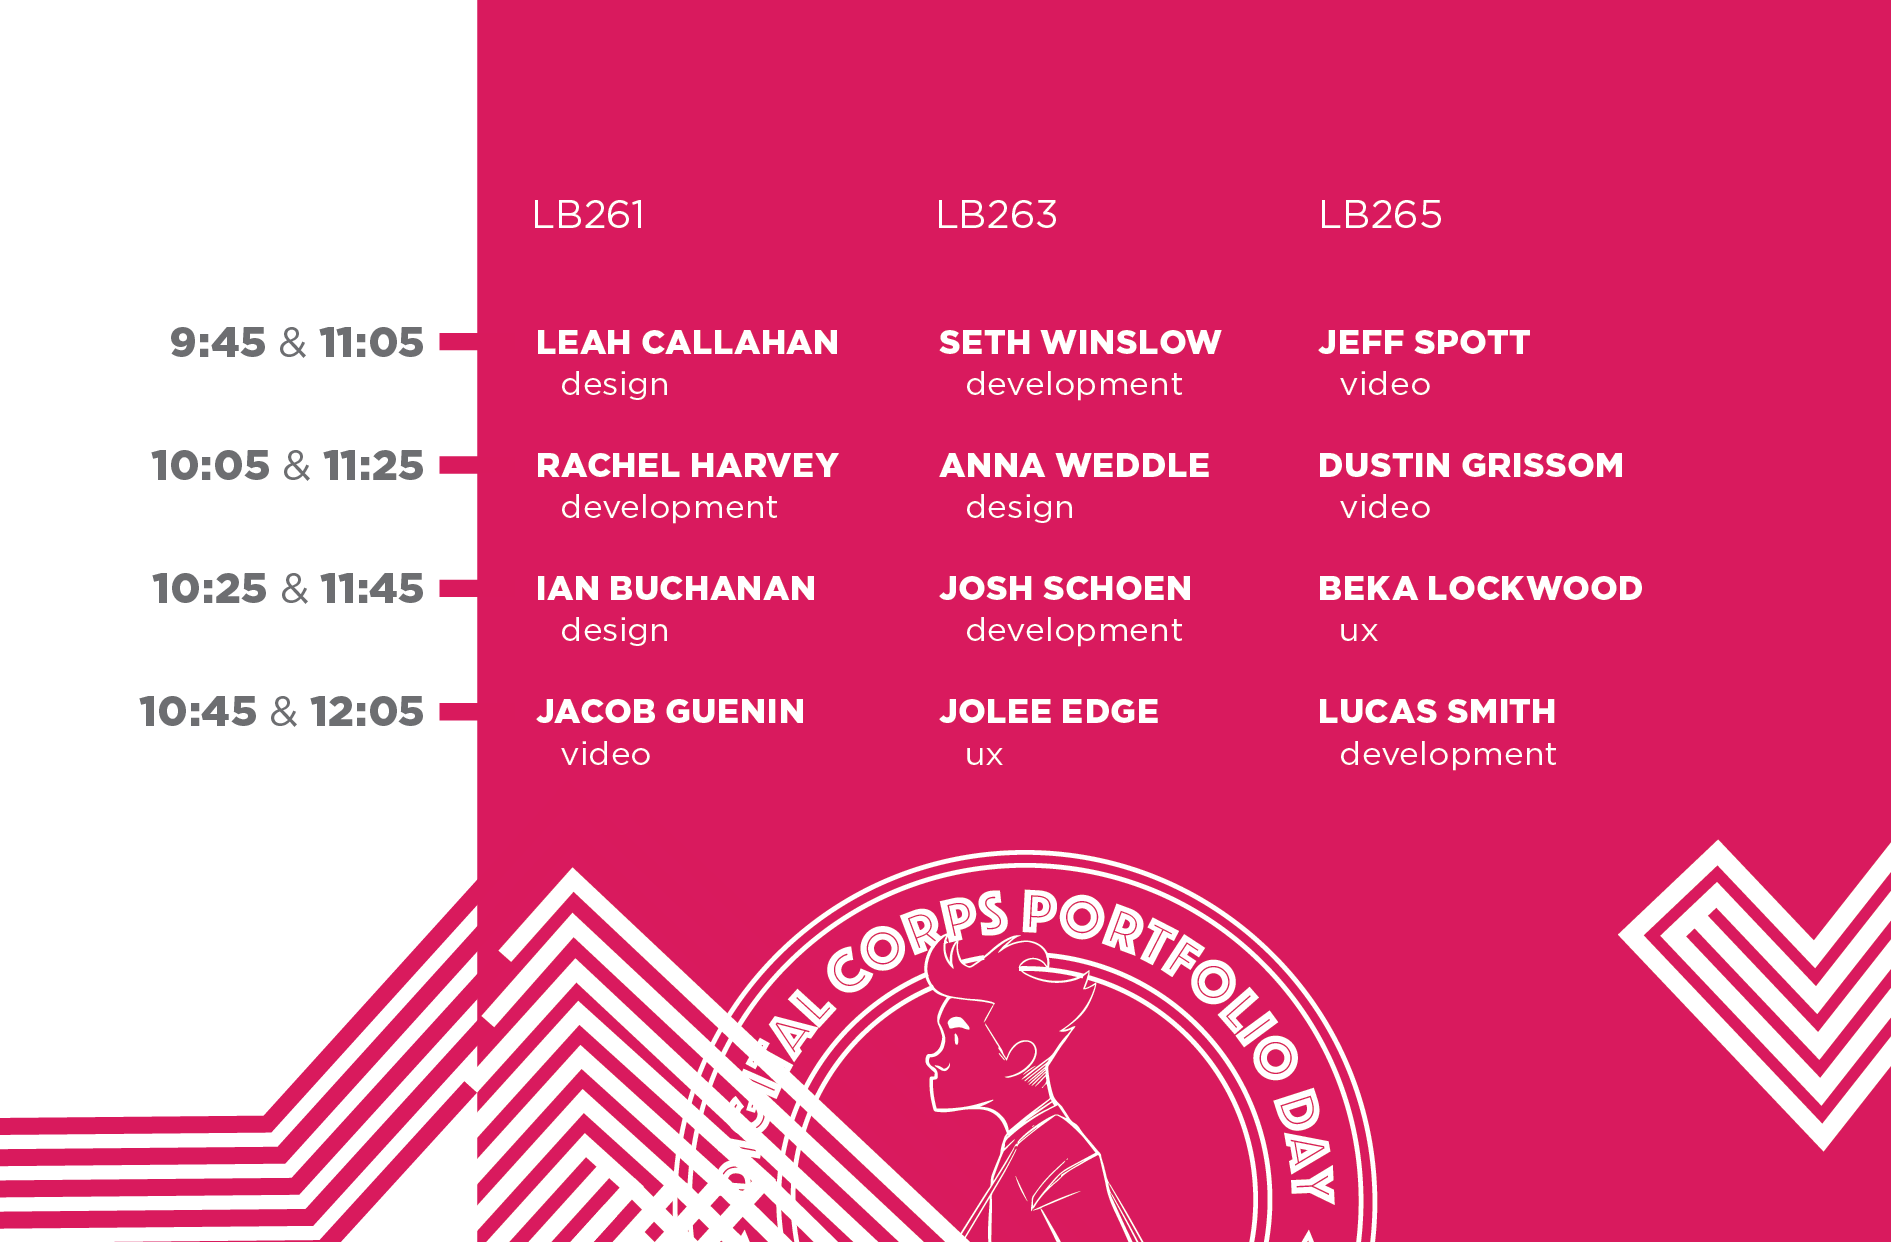 LB261 LB263 LB265
9:45 & 11:05 LEAH CALLAHAN SETH WINSLOW JEFF SPOTT
design development video
10:05 & 11:25 RACHEL HARVEY ANNA WEDDLE DUSTIN GRISSOM
development design video
10:25 & 11:45 IAN BUCHANAN JOSH SCHOEN BEKA LOCKWOOD
design development ux
10:45 & 12:05 JACOB GUENIN JOLEE EDGE LUCAS SMITH
video ux development
CORPS PORTFOLIO DAY